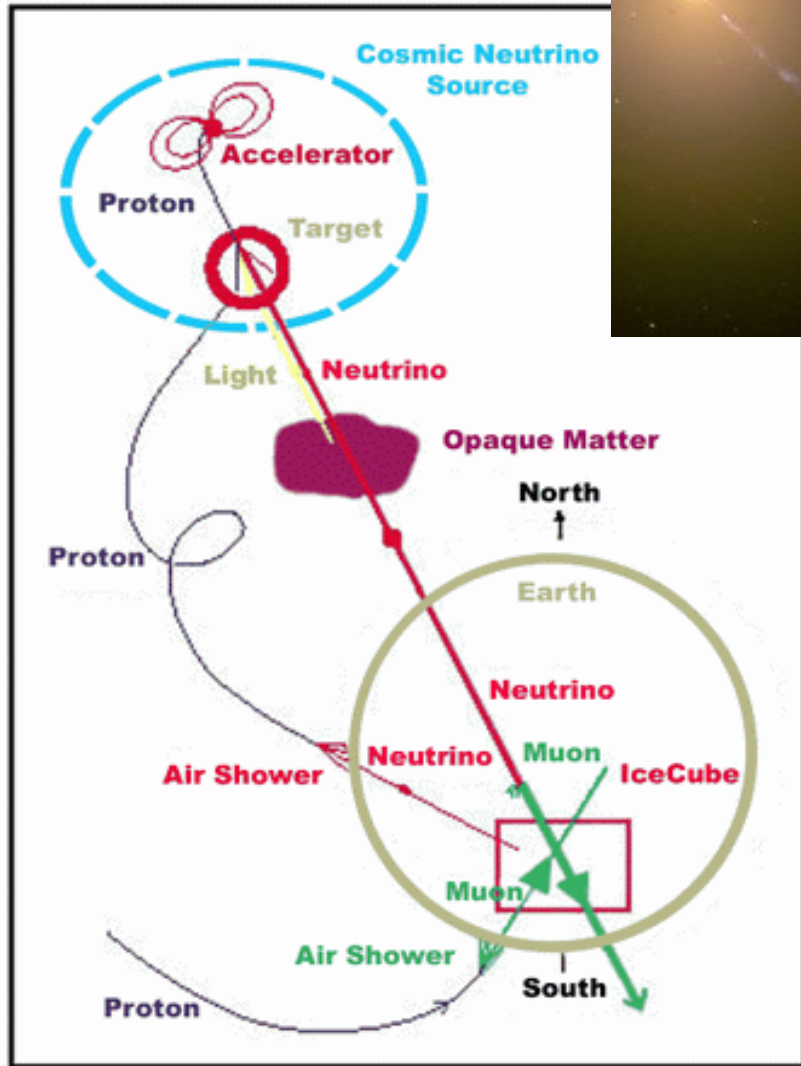 Cosmic Neutrino
Source
Accelerator
Proton
Target
Light
Neutrino
Opaque Matter
North
Proton
Earth
Neutrino
Air Shower
Neutrino
Muon
IceCube
Muon
Air Shower
South
Proton